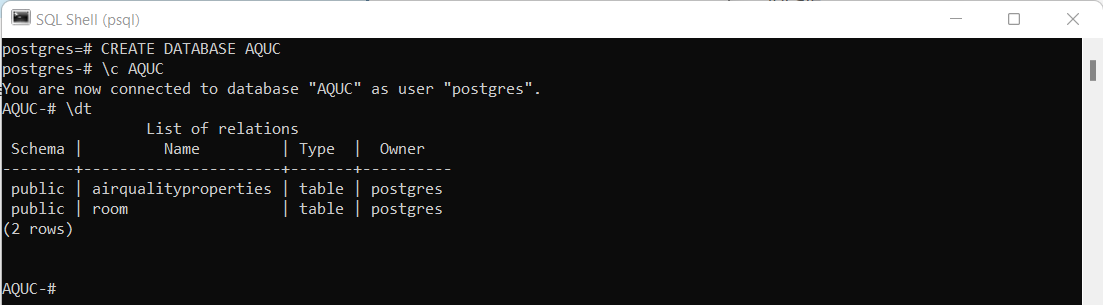 SQL Shell (psql)
postgres=# CREATE DATABASE AQUC
postgres-# \c AQUC
You are now connected to database "AQUC" as user "postgres".
AQUC-# \dt
                List of relations
 Schema |         Name         | Type  |  Owner
--------+----------------------+-------+----------
 public | airqualityproperties | table | postgres
 public | room                 | table | postgres
(2 rows)
AQUC-#